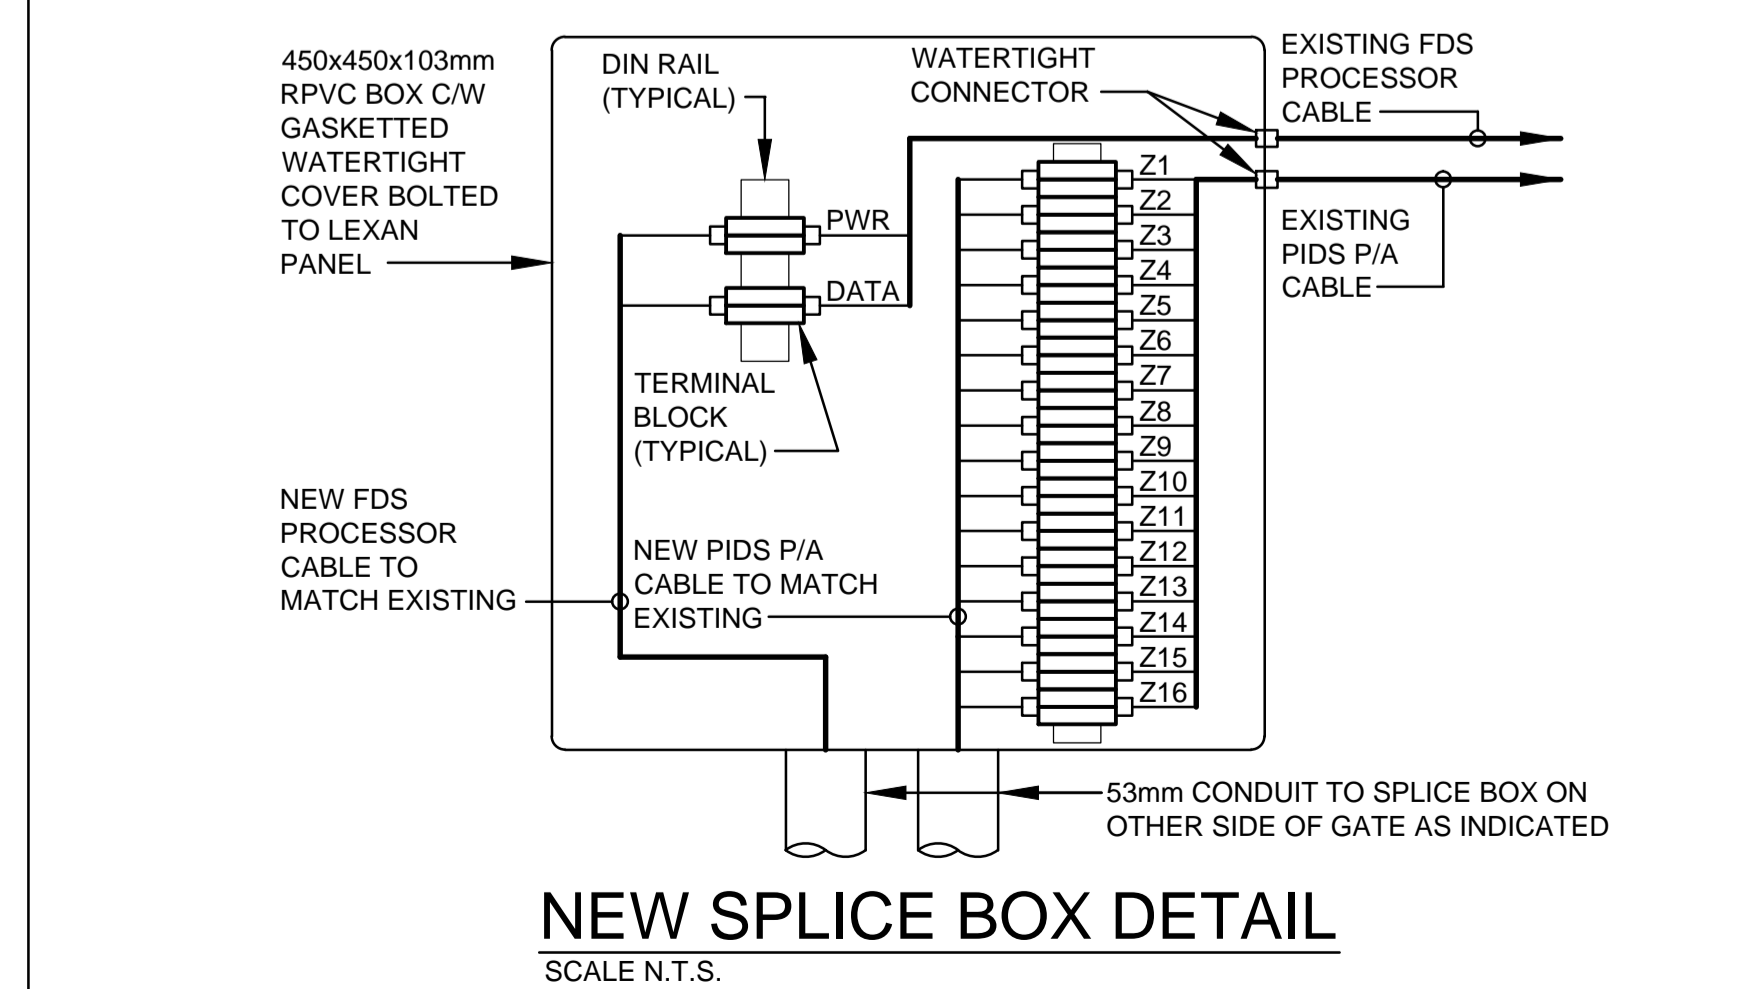 450x450x103mm
RPVC BOX C/W
GASKETTED
WATERTIGHT
COVER BOLTED
TO LEXAN
PANEL
DIN RAIL
(TYPICAL)
WATERTIGHT
CONNECTOR
EXISTING FDS
PROCESSOR
CABLE
EXISTING
PIDS P/A
CABLE
PWR
DATA
TERMINAL
BLOCK
(TYPICAL)
Z1
Z2
Z3
Z4
Z5
Z6
Z7
Z8
Z9
Z10
Z11
Z12
Z13
Z14
Z15
Z16
NEW FDS
PROCESSOR
CABLE TO
MATCH EXISTING
NEW PIDS P/A
CABLE TO MATCH
EXISTING
53mm CONDUIT TO SPLICE BOX ON
OTHER SIDE OF GATE AS INDICATED
NEW SPLICE BOX DETAIL
SCALE N.T.S.